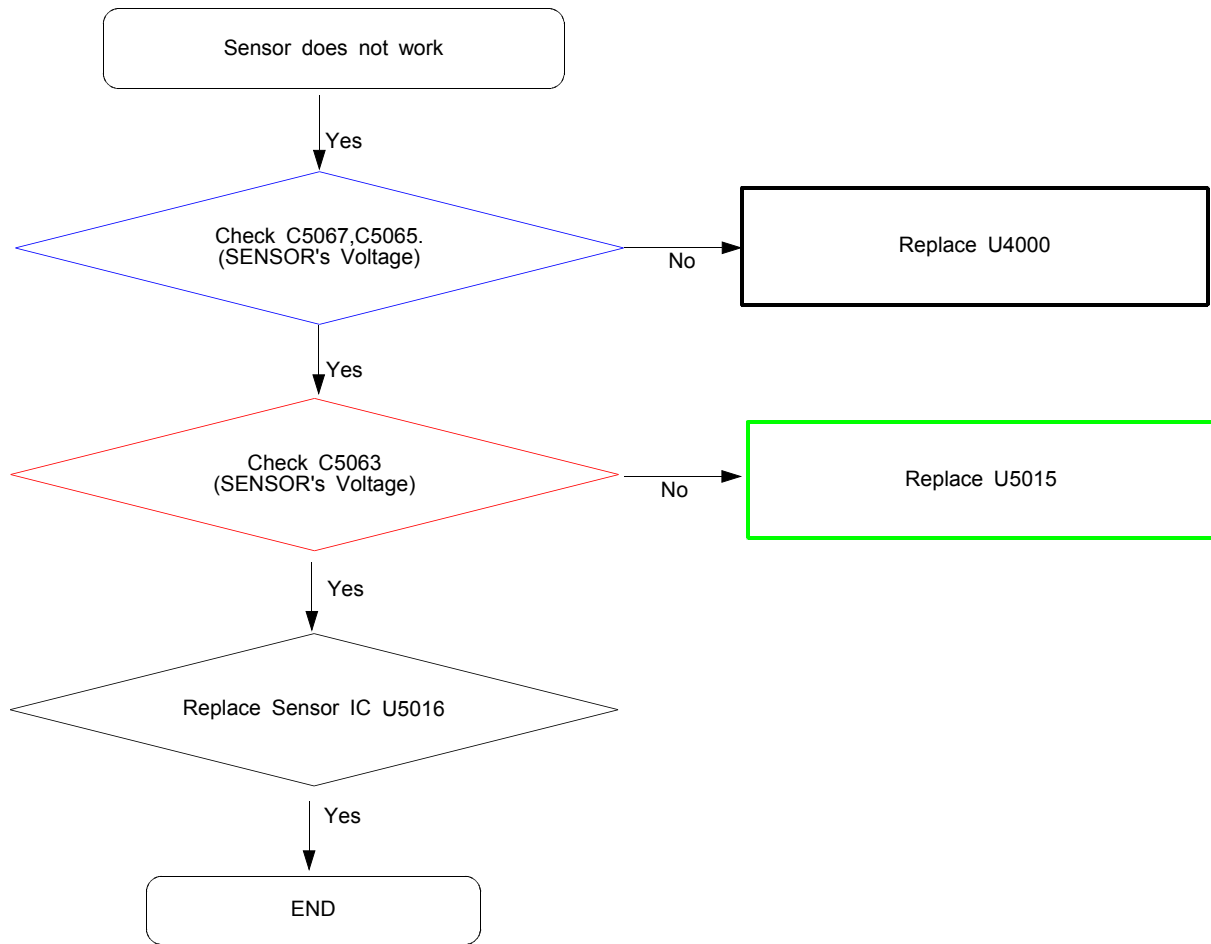 Sensor does not work
Yes
Check C5067,C5065.
(SENSOR's Voltage)
No
Replace U4000
Yes
Check C5063
(SENSOR's Voltage)
No
Replace U5015
Yes
Replace Sensor IC U5016
Yes
END